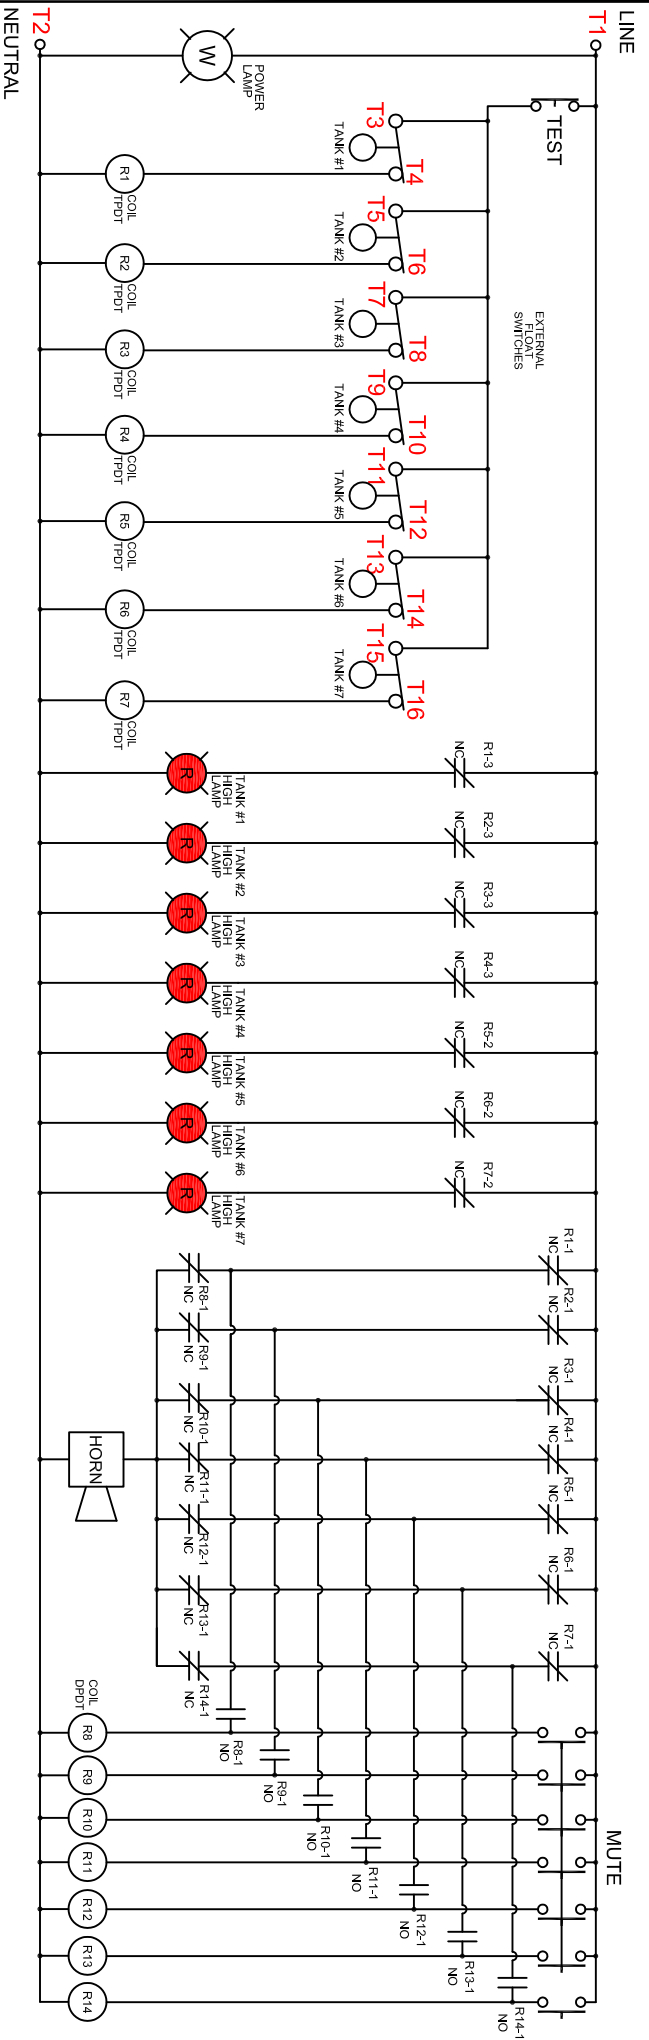 LINE
T1
T2
NEUTRAL
W
POWER
LAMP
TEST
EXTERNAL
FLOAT
SWITCHES
T3
T4
TANK #1
R1
COIL
TPDT
T5
T6
TANK #2
R2
COIL
TPDT
T7
T8
TANK #3
R3
COIL
TPDT
T9
T10
TANK #4
R4
COIL
TPDT
T11
T12
TANK #5
R5
COIL
TPDT
T13
T14
TANK #6
R6
COIL
TPDT
T15
T16
TANK #7
R7
COIL
TPDT
R1-3
NC
R
TANK #1
HIGH
LAMP
R2-3
NC
R
TANK #2
HIGH
LAMP
R3-3
NC
R
TANK #3
HIGH
LAMP
R4-3
NC
R
TANK #4
HIGH
LAMP
R5-2
NC
R
TANK #5
HIGH
LAMP
R6-2
NC
R
TANK #6
HIGH
LAMP
R7-2
NC
R
TANK #7
HIGH
LAMP
R1-1
NC
R8-1
NC
R2-1
NC
R9-1
NC
R3-1
NC
R10-1
NC
R4-1
NC
R11-1
NC
R5-1
NC
R12-1
NC
R6-1
NC
R13-1
NC
R7-1
NC
R14-1
NC
HORN
MUTE
COIL
DPDT
R8
R8-1
NO
R9
R9-1
NO
R10
R10-1
NO
R11
R11-1
NO
R12
R12-1
NO
R13
R13-1
NO
R14
R14-1
NO